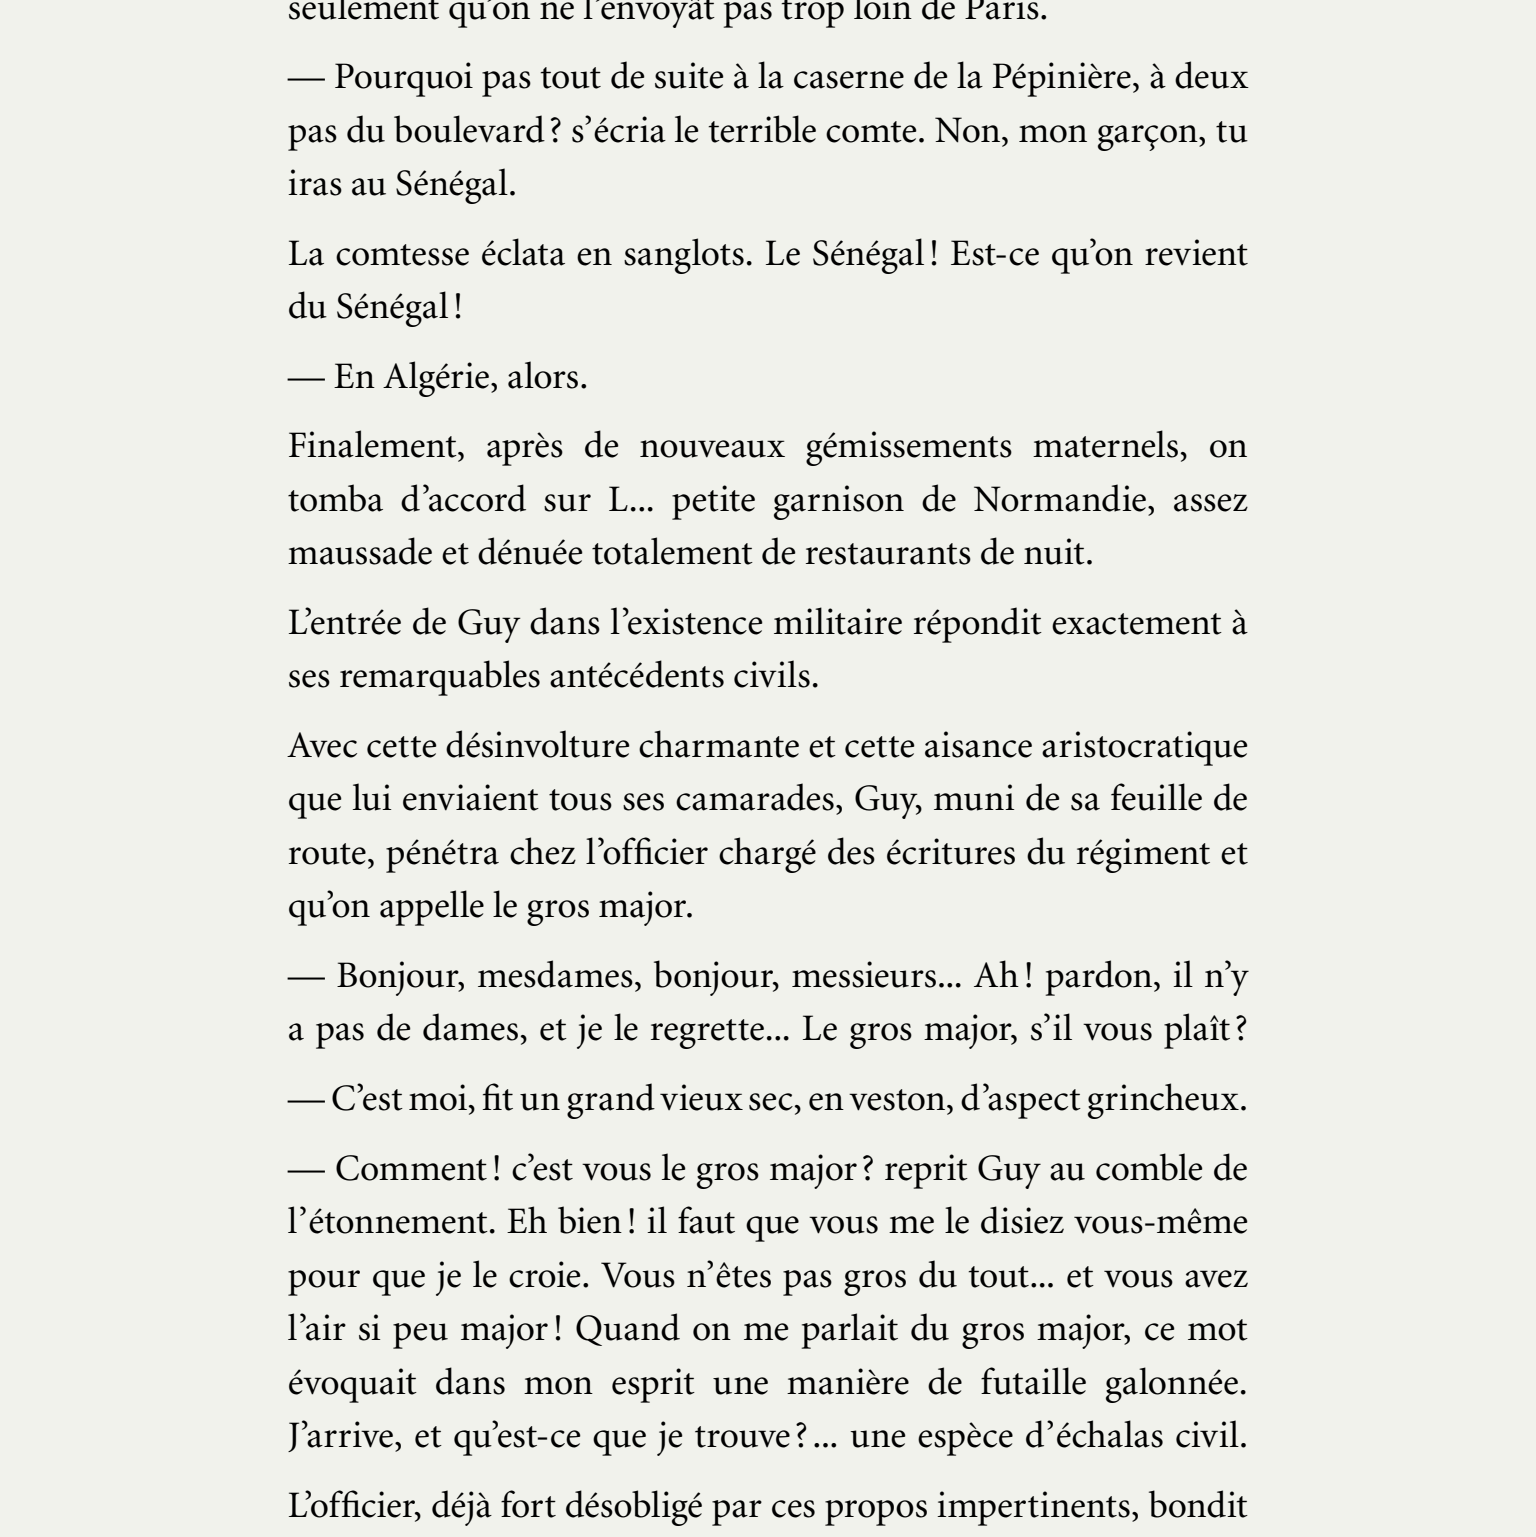 seulement qu’on ne l’envoyât pas trop loin de Paris.
— Pourquoi pas tout de suite à la caserne de la Pépinière, à deux
pas du boulevard ? s’écria le terrible comte. Non, mon garçon, tu
iras au Sénégal.
La comtesse éclata en sanglots. Le Sénégal ! Est-ce qu’on revient
du Sénégal !
— En Algérie, alors.
Finalement, après de nouveaux gémissements maternels, on
tomba d’accord sur L... petite garnison de Normandie, assez
maussade et dénuée totalement de restaurants de nuit.
L’entrée de Guy dans l’existence militaire répondit exactement à
ses remarquables antécédents civils.
Avec cette désinvolture charmante et cette aisance aristocratique
que lui enviaient tous ses camarades, Guy, muni de sa feuille de
route, pénétra chez l’officier chargé des écritures du régiment et
qu’on appelle le gros major.
— Bonjour, mesdames, bonjour, messieurs... Ah ! pardon, il n’y
a pas de dames, et je le regrette... Le gros major, s’il vous plaît ?
— C’est moi, fit un grand vieux sec, en veston, d’aspect grincheux.
— Comment ! c’est vous le gros major ? reprit Guy au comble de
l’étonnement. Eh bien ! il faut que vous me le disiez vous-même
pour que je le croie. Vous n’êtes pas gros du tout... et vous avez
l’air si peu major ! Quand on me parlait du gros major, ce mot
évoquait dans mon esprit une manière de futaille galonnée.
J’arrive, et qu’est-ce que je trouve ?... une espèce d’échalas civil.
L’officier, déjà fort désobligé par ces propos impertinents, bondit